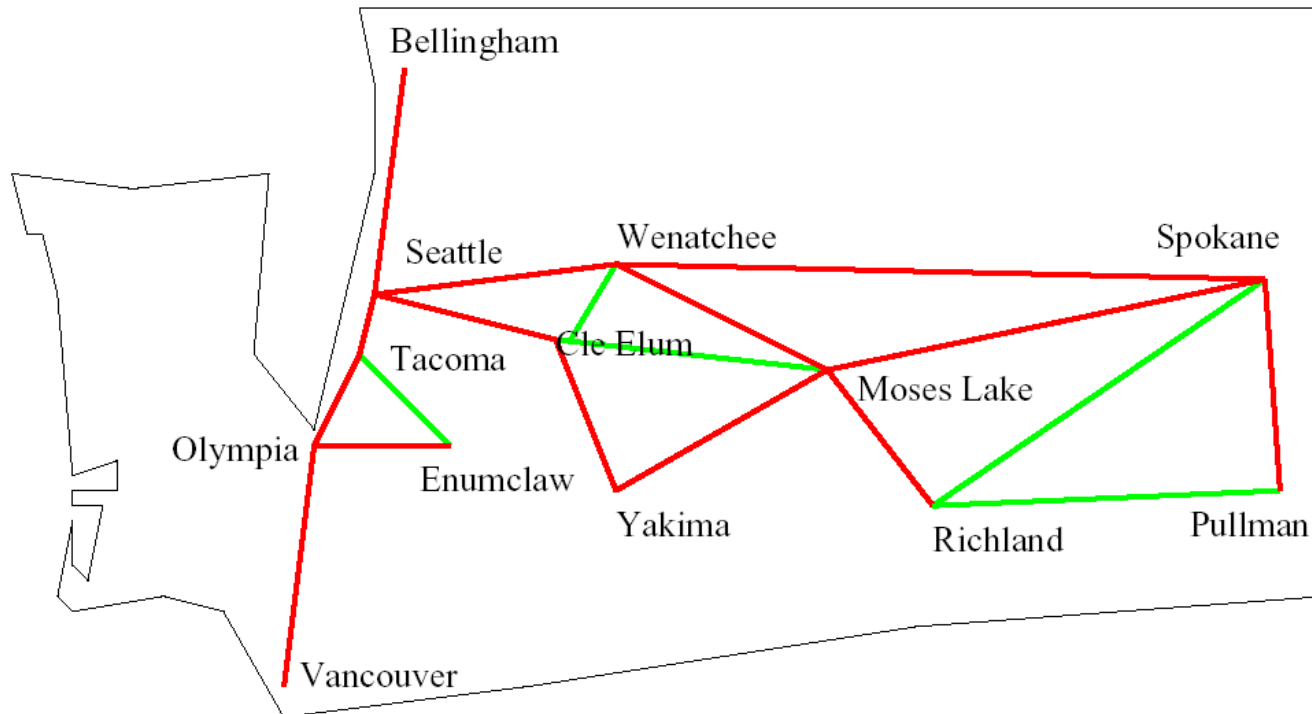 Bellingham
Wenatchee
Spokane
Seattle
Cle Elum
Tacoma
Moses Lake
Olympia
Enumclaw
Yakima
Richland
Pullman
Vancouver